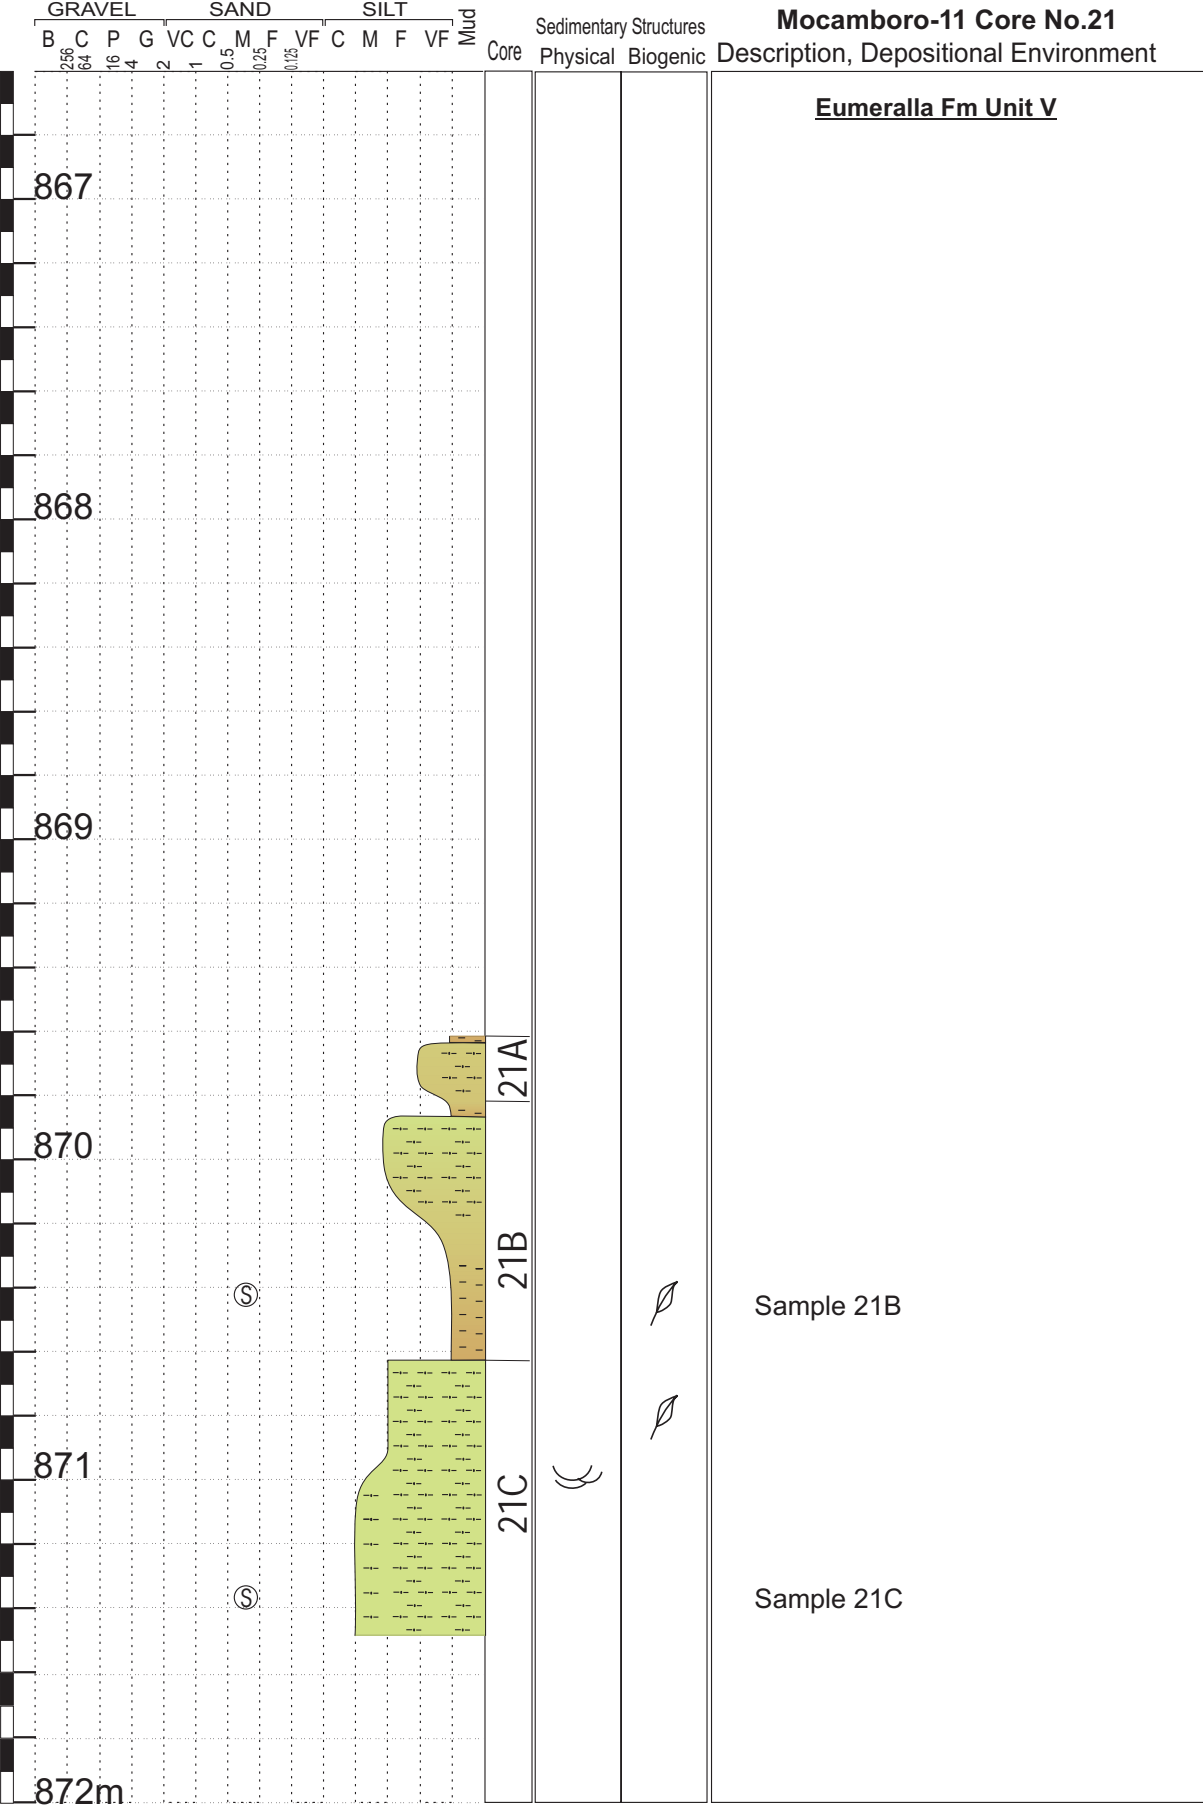 GRAVEL SAND SILT Mud
B C P G VC C M F VF C M F VF
256 64 16 4 2 1 0.5 0.25 0.125
Core
Sedimentary Structures
Physical Biogenic
Mocamboro-11 Core No.21
Description, Depositional Environment
Eumeralla Fm Unit V
867
868
869
21A
870
21B
S
Sample 21B
871
21C
S
Sample 21C
872m